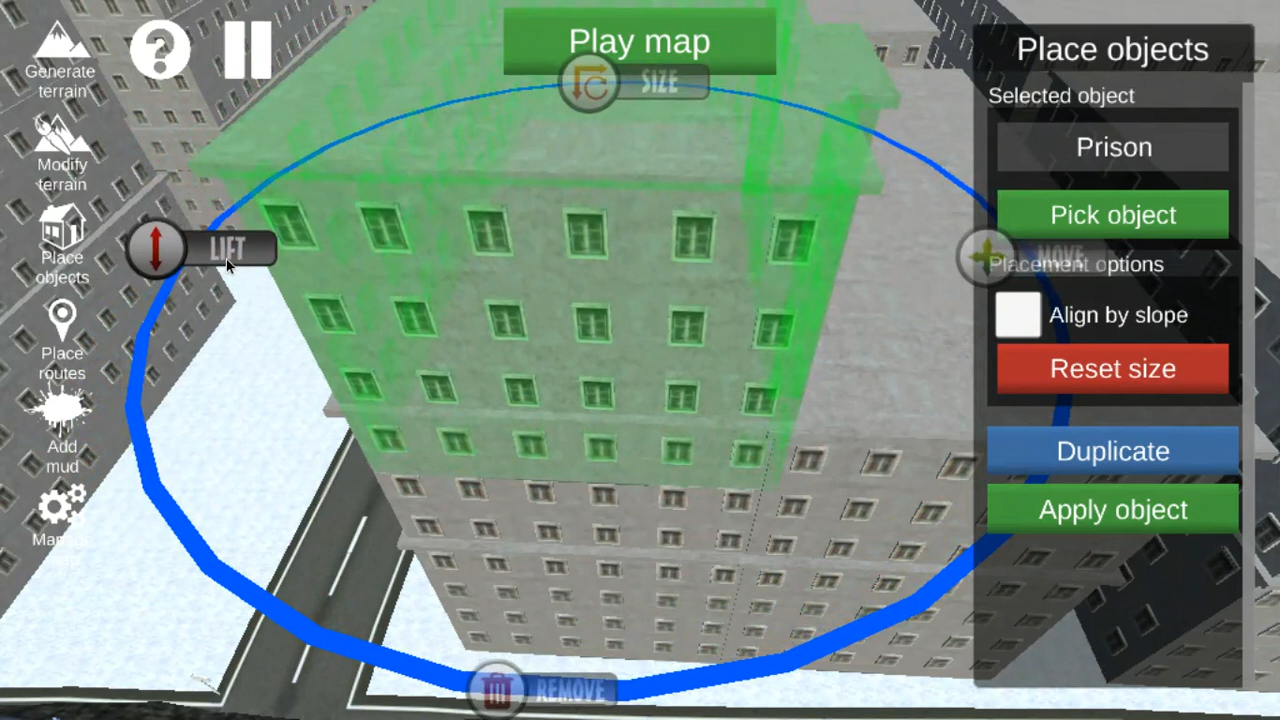 Generate
terrain
Modify
terrain
Place
objects
Place
routes
Add
mud
Play map
SIZE
LIFT
MOVE
REMOVE
Place objects
Selected object
Prison
Pick object
Placement options
Align by slope
Reset size
Duplicate
Apply object